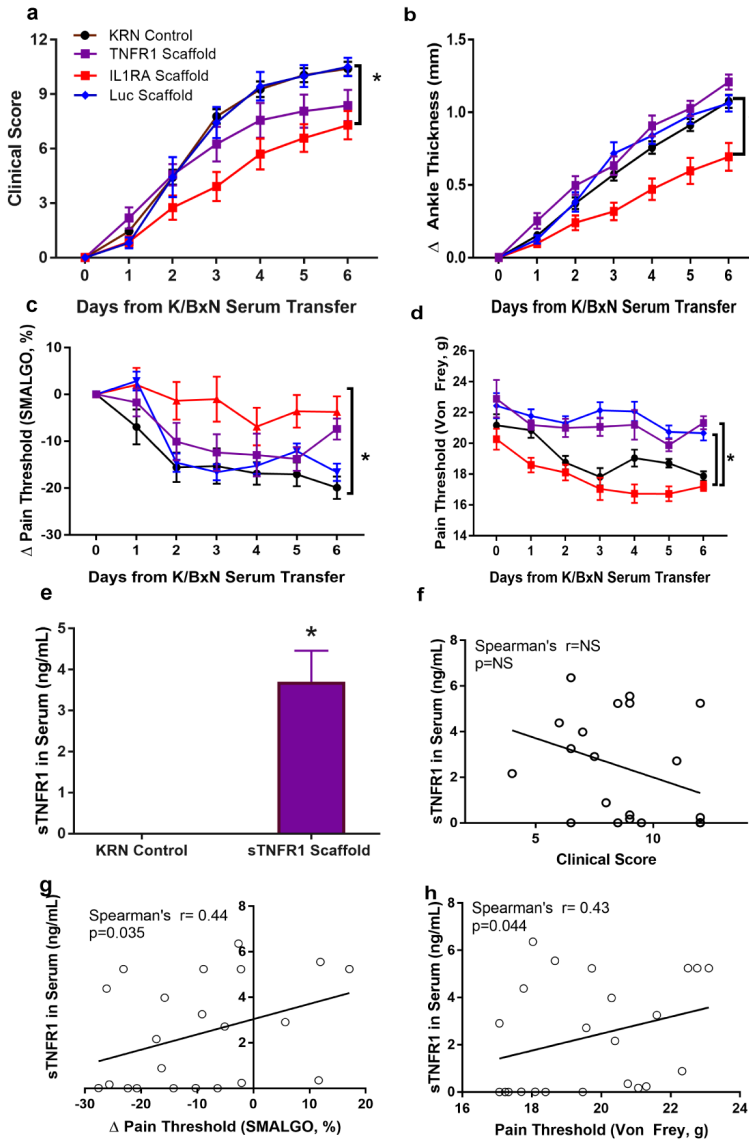 a
Clinical Score
12
9
6
3
0
KRN Control
TNFR1 Scaffold
IL1RA Scaffold
Luc Scaffold
*
0 1 2 3 4 5 6
Days from K/BxN Serum Transfer
b
Δ Ankle Thickness (mm)
1.5
1.0
0.5
0.0
0 1 2 3 4 5 6
Days from K/BxN Serum Transfer
c
Δ Pain Threshold (SMALGO, %)
10
0
-10
-20
-30
*
0 1 2 3 4 5 6
Days from K/BxN Serum Transfer
d
Pain Threshold (Von Frey, g)
26
24
22
20
18
16
14
*
0 1 2 3 4 5 6
Days from K/BxN Serum Transfer
e
sTNFR1 in Serum (ng/mL)
5
4
3
2
1
0
*
KRN Control sTNFR1 Scaffold
f
sTNFR1 in Serum (ng/mL)
8
6
4
2
0
Spearman's r=NS
p=NS
5 10
Clinical Score
g
sTNFR1 in Serum (ng/mL)
8
6
4
2
0
Spearman's r= 0.44
p=0.035
-30 -20 -10 0 10 20
Δ Pain Threshold (SMALGO, %)
h
sTNFR1 in Serum (ng/mL)
8
6
4
2
0
Spearman's r= 0.43
p=0.044
16 18 20 22 24
Pain Threshold (Von Frey, g)